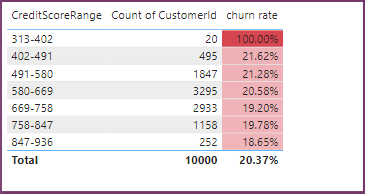 CreditScoreRange Count of CustomerId churn rate
313-402 20 100.00%
402-491 495 21.62%
491-580 1847 21.28%
580-669 3295 20.58%
669-758 2933 19.20%
758-847 1158 19.78%
847-936 252 18.65%
Total 10000 20.37%